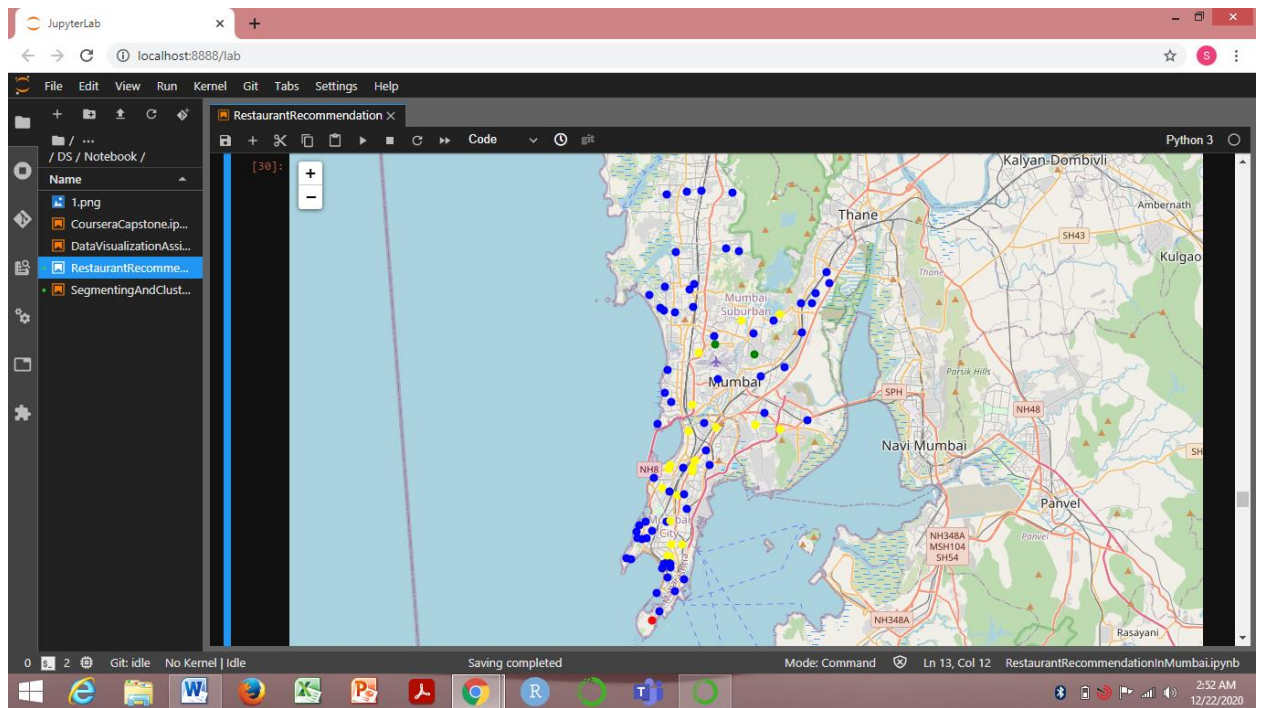 JupyterLab
localhost:8888/lab
S
File Edit View Run Kernel Git Tabs Settings Help
RestaurantRecommendation
Code git Python 3
/ ...
/ DS / Notebook /
Name
1.png
CourseraCapstone.ip...
DataVisualizationAssi...
RestaurantRecomme...
SegmentingAndClust...
[30]:
+
−
Kalyan-Dombivli
Ambernath
Thane
SH43
Kulgao
Thane
Mumbai
Suburban
Parsik Hills
Mumbai
SPH
NH48
Navi Mumbai
SH
NH8
Panvel
City
NH348A
MSH104
SH54
Panvel
NH348A
Rasayani
0 2 Git: idle No Kernel | Idle Saving completed Mode: Command Ln 13, Col 12 RestaurantRecommendationInMumbai.ipynb
2:52 AM
12/22/2020